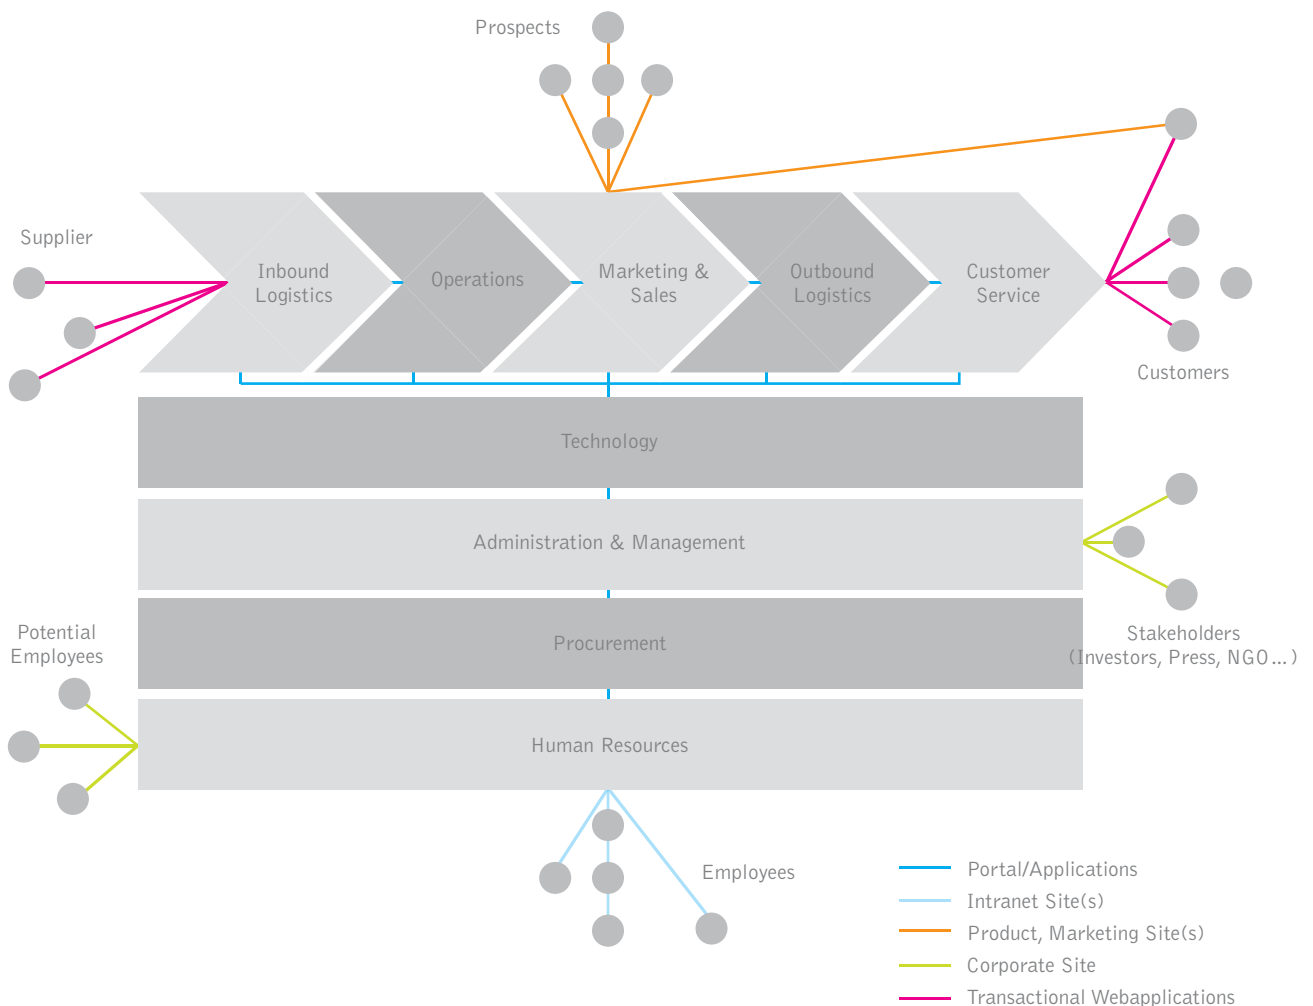 Prospects
Supplier
Inbound
Logistics
Operations
Marketing &
Sales
Outbound
Logistics
Customer
Service
Customers
Technology
Administration & Management
Potential
Employees
Procurement
Stakeholders
(Investors, Press, NGO...)
Human Resources
Employees
Portal/Applications
Intranet Site(s)
Product, Marketing Site(s)
Corporate Site
Transactional Webapplications